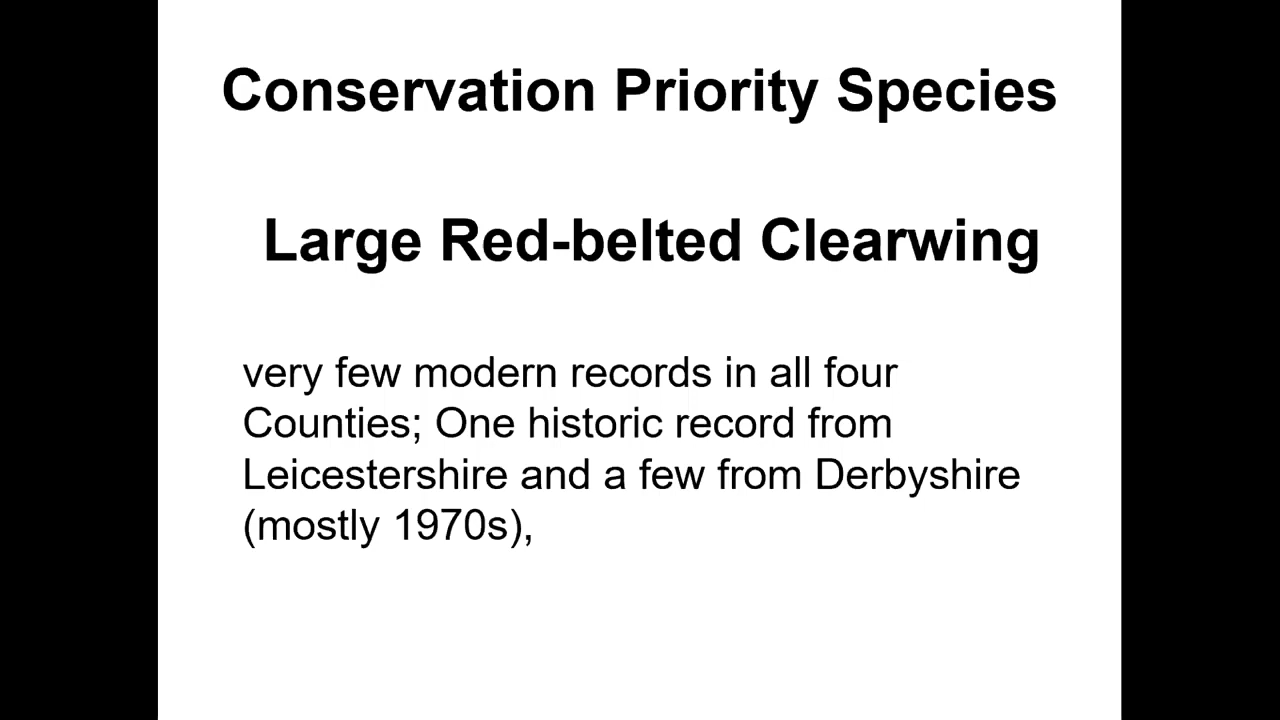 Conservation Priority Species
Large Red-belted Clearwing
very few modern records in all four
Counties; One historic record from
Leicestershire and a few from Derbyshire
(mostly 1970s),